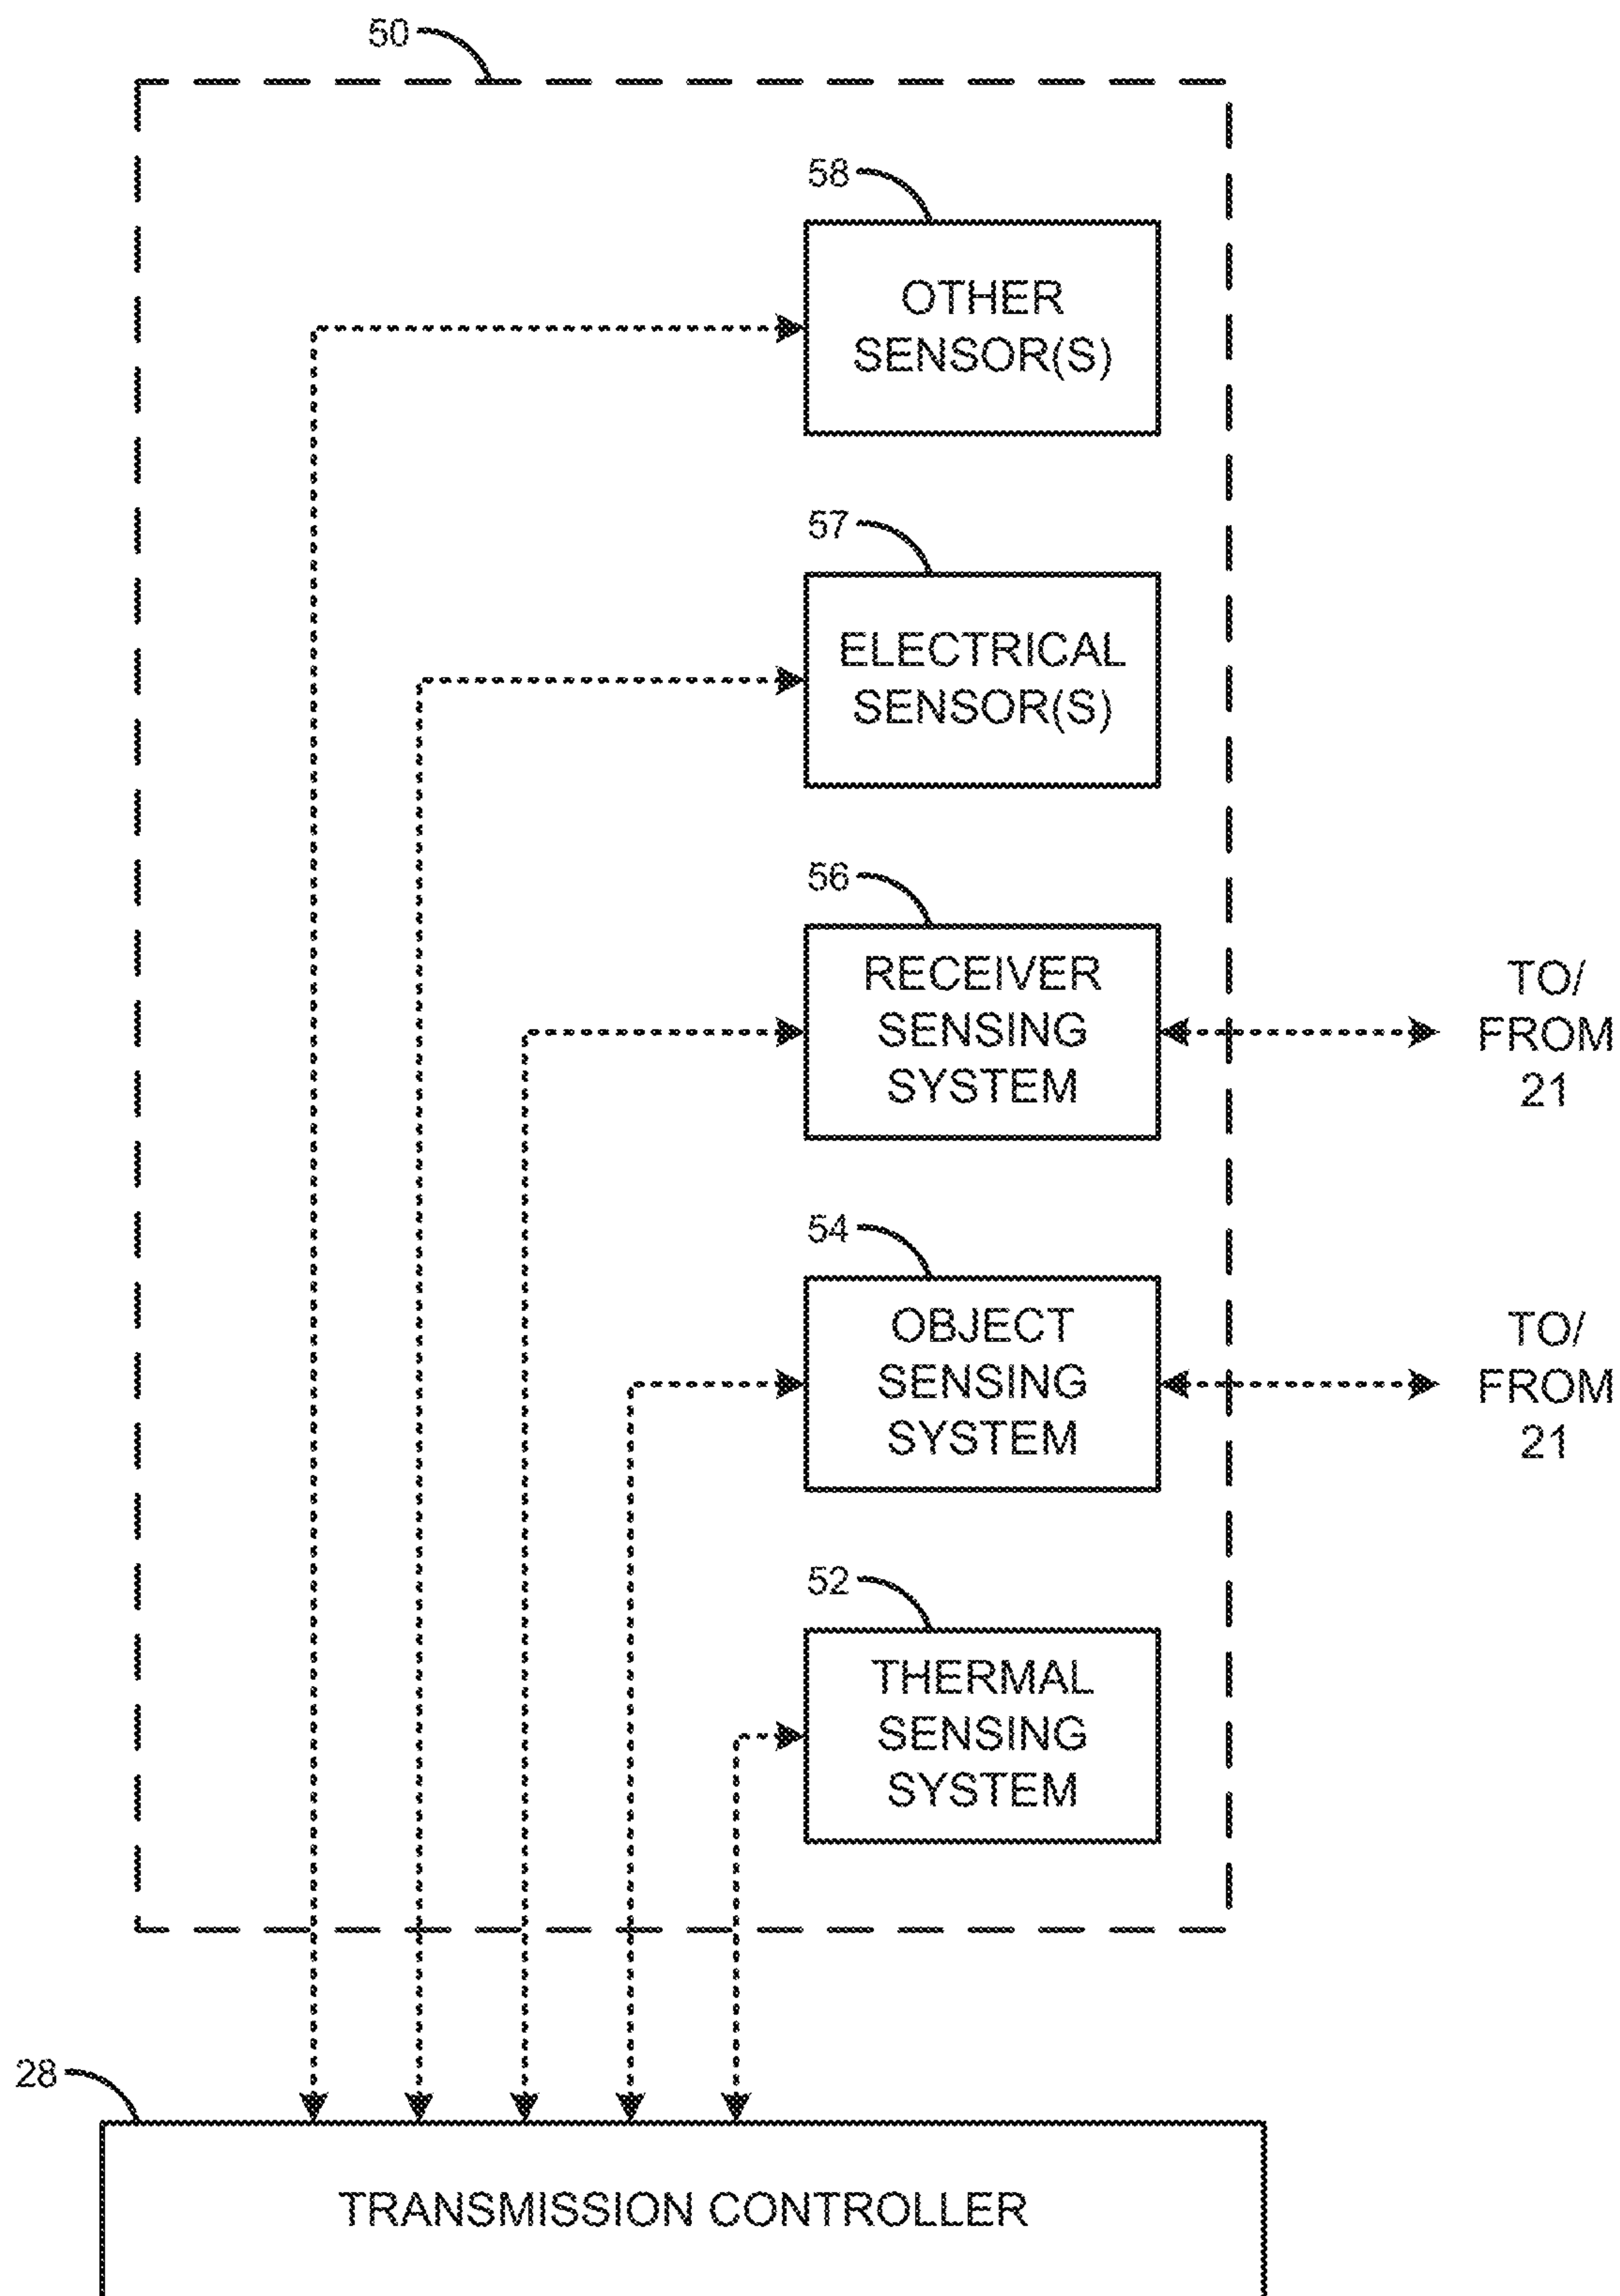 50
58
OTHER
SENSOR(S)
57
ELECTRICAL
SENSOR(S)
56
RECEIVER
SENSING
SYSTEM
TO/
FROM
21
54
OBJECT
SENSING
SYSTEM
TO/
FROM
21
52
THERMAL
SENSING
SYSTEM
28
TRANSMISSION CONTROLLER